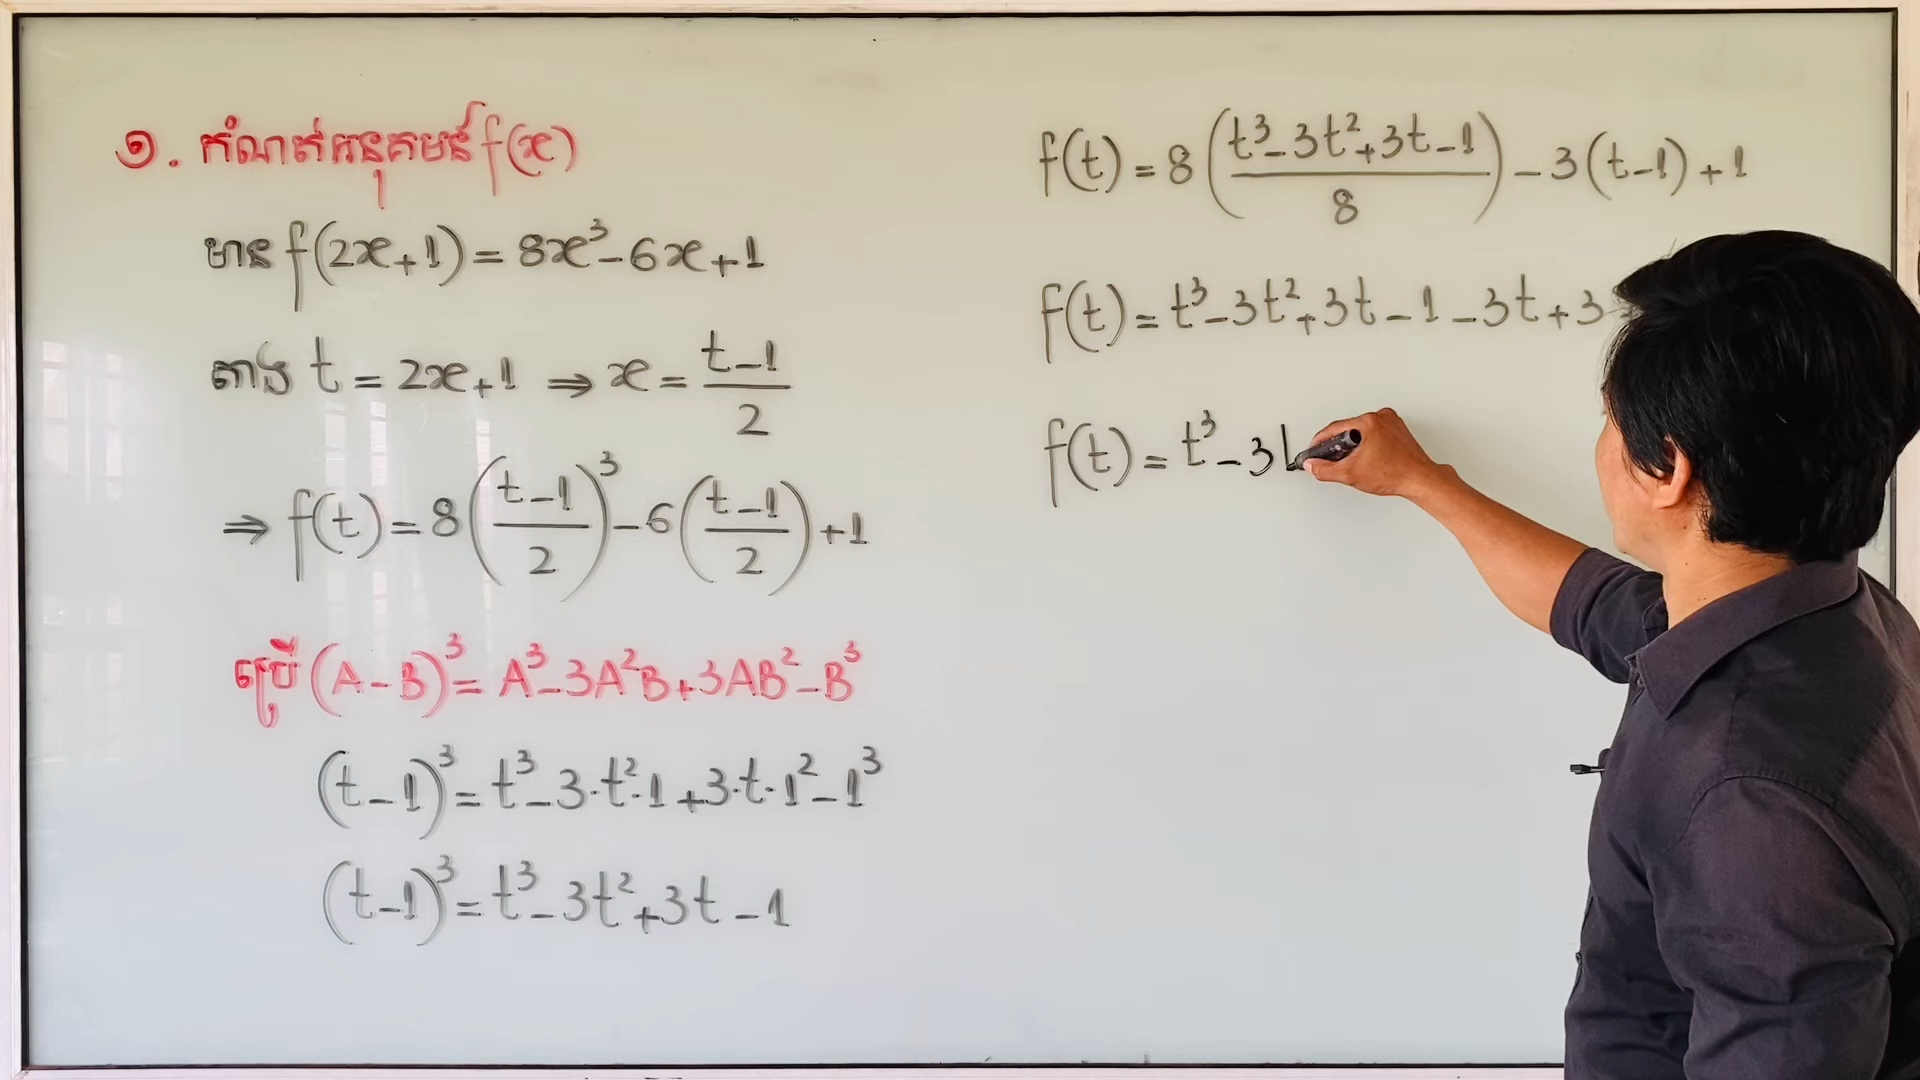 ១. កំណត់អនុគមន៍ f(x)
មាន f(2x+1) = 8x³ - 6x + 1
តាង t = 2x+1 ⇒ x = (t-1)/2
⇒ f(t) = 8((t-1)/2)³ - 6((t-1)/2) + 1
ប្រើ (A-B)³ = A³ - 3A²B + 3AB² - B³
(t-1)³ = t³ - 3·t²·1 + 3·t·1² - 1³
(t-1)³ = t³ - 3t² + 3t - 1
f(t) = 8((t³ - 3t² + 3t - 1)/8) - 3(t-1) + 1
f(t) = t³ - 3t² + 3t - 1 - 3t + 3
f(t) = t³ - 3